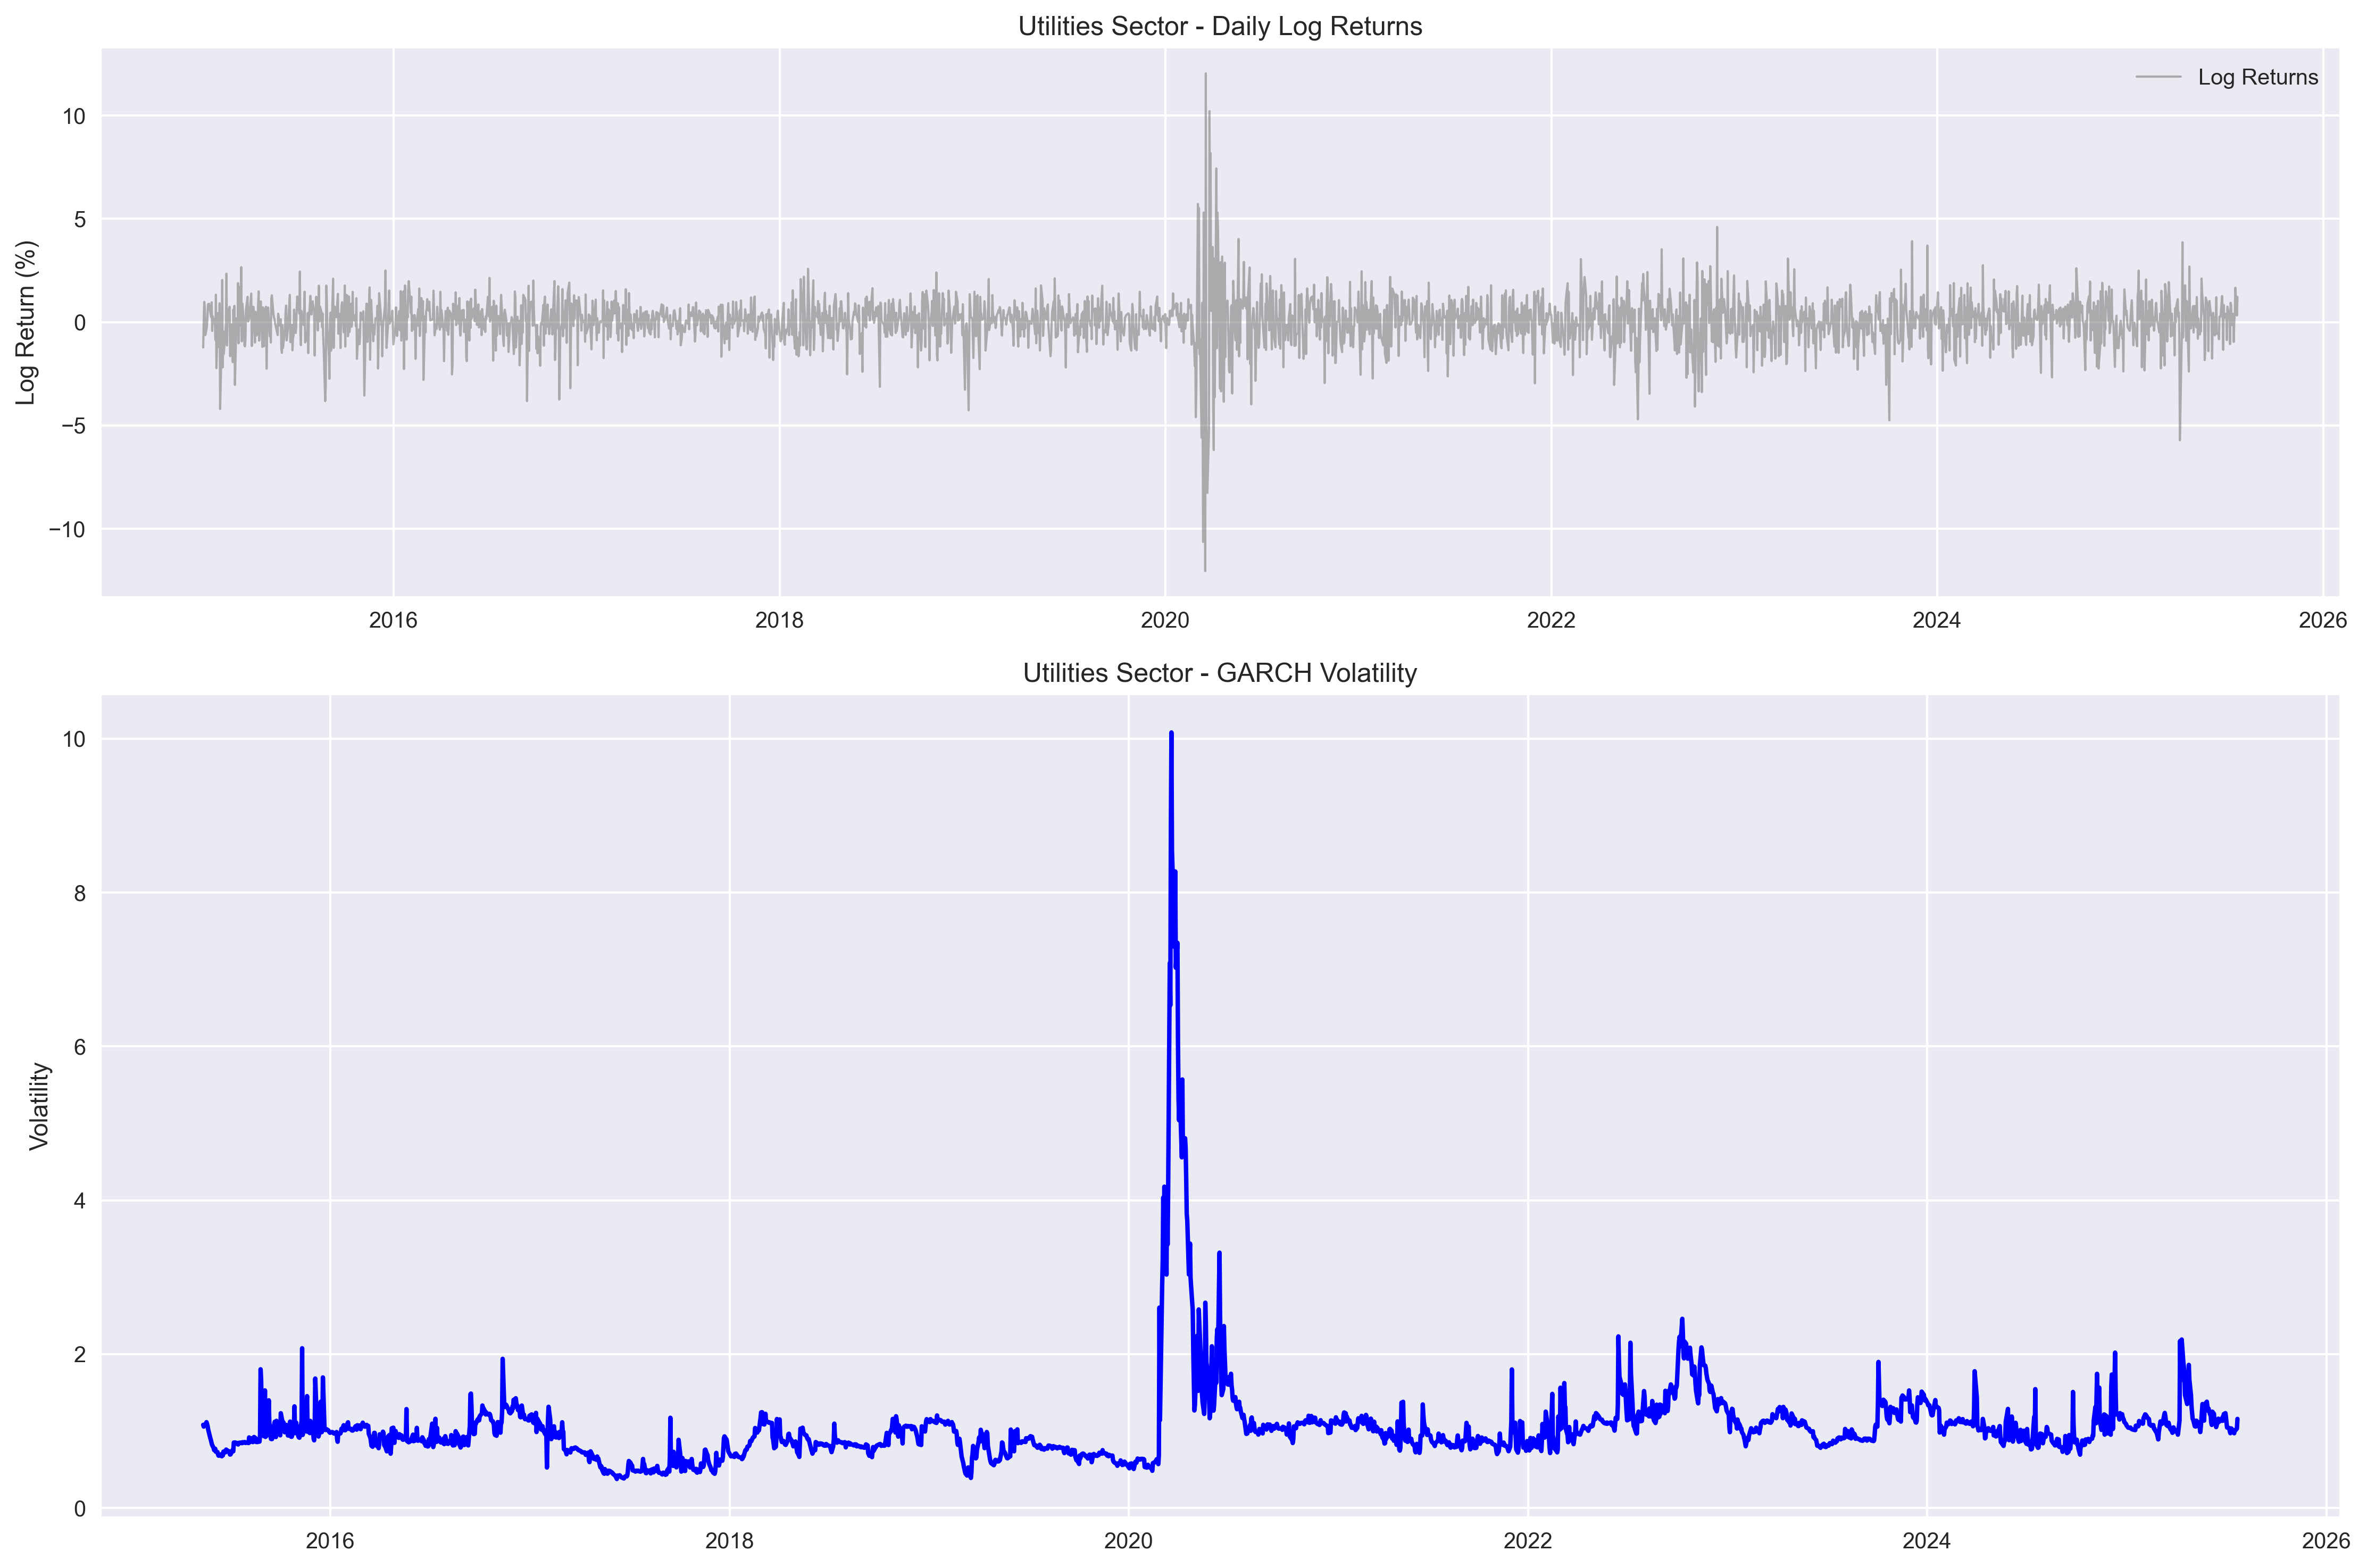 Utilities Sector - Daily Log Returns
Log Returns
Log Return (%)
10
5
0
−5
−10
2016 2018 2020 2022 2024 2026
Utilities Sector - GARCH Volatility
Volatility
10
8
6
4
2
0
2016 2018 2020 2022 2024 2026